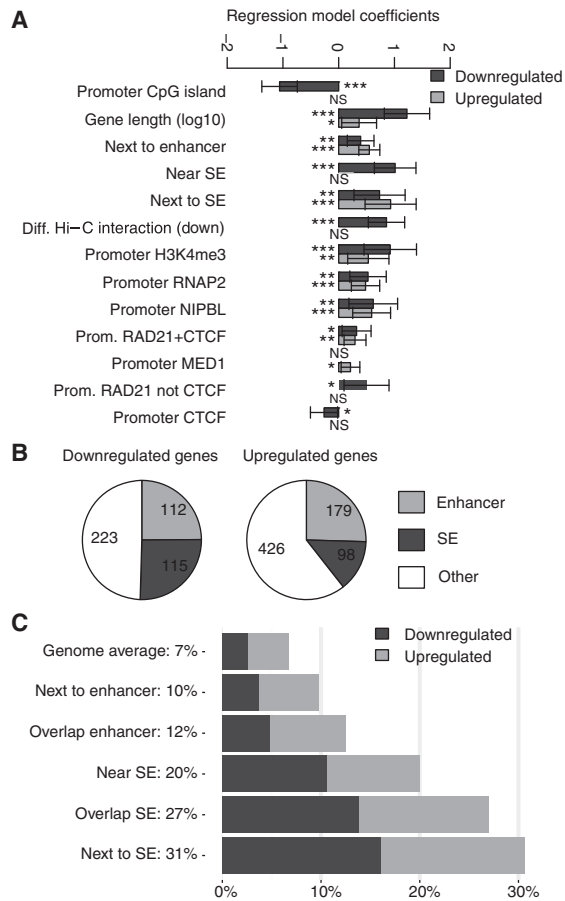 A
Regression model coefficients
−2 −1 0 1 2
Downregulated
Upregulated
Promoter CpG island ***
NS
Gene length (log10) ***
*
Next to enhancer **
***
Near SE ***
NS
Next to SE **
***
Diff. Hi−C interaction (down) ***
NS
Promoter H3K4me3 ***
**
Promoter RNAP2 **
***
Promoter NIPBL **
***
Prom. RAD21+CTCF *
**
NS
Promoter MED1 *
Prom. RAD21 not CTCF *
NS
Promoter CTCF *
NS
B
Downregulated genes Upregulated genes
112
223
115
179
426
98
Enhancer
SE
Other
C
Downregulated
Upregulated
Genome average: 7%
Next to enhancer: 10%
Overlap enhancer: 12%
Near SE: 20%
Overlap SE: 27%
Next to SE: 31%
0% 10% 20% 30%